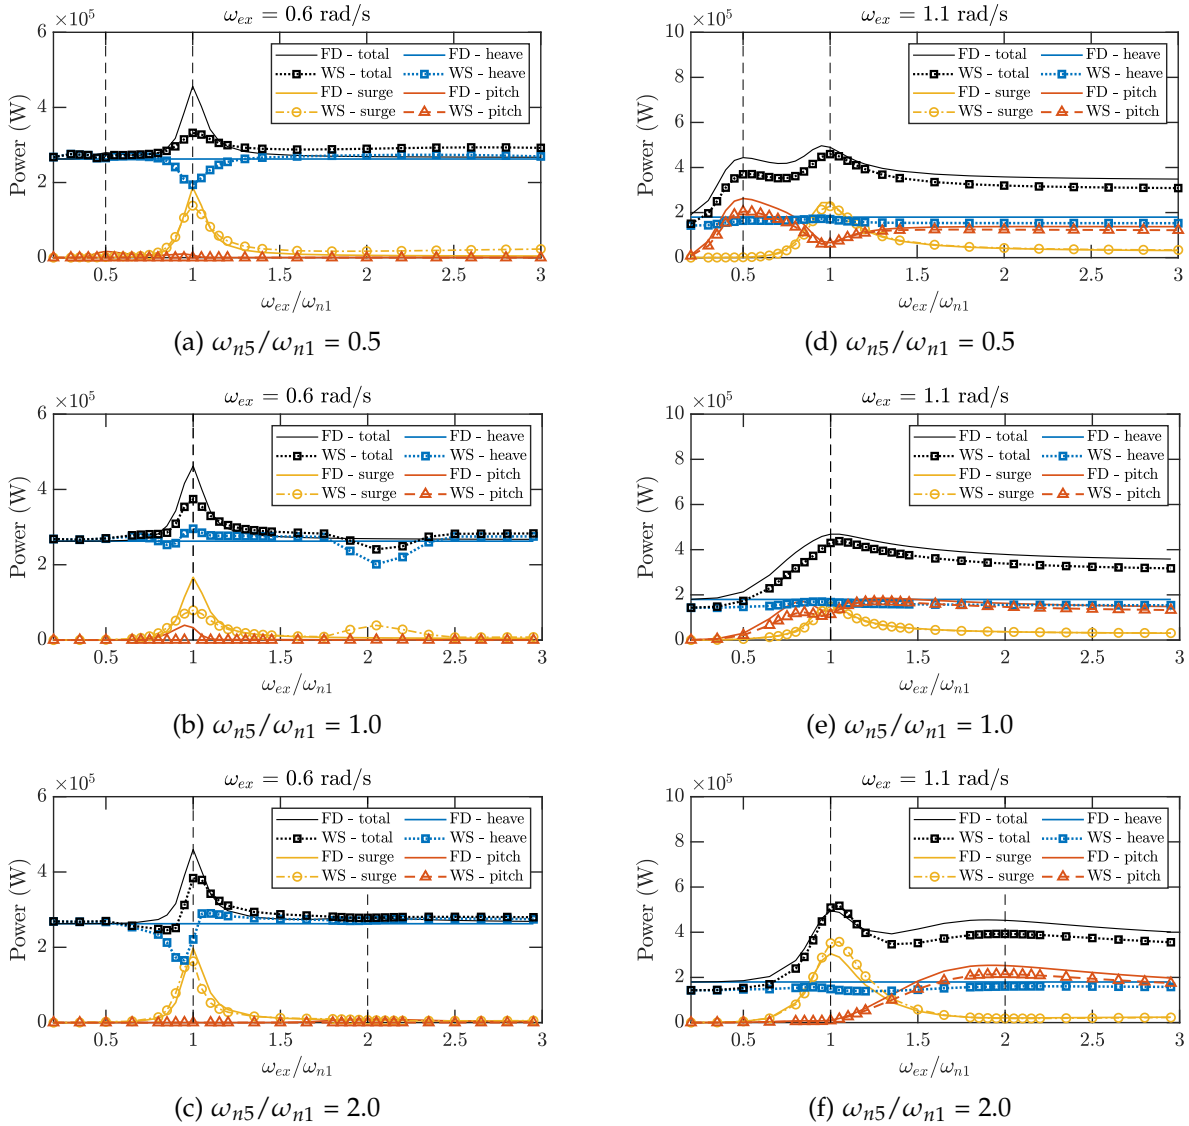 ×10⁵ ω_ex = 0.6 rad/s
6
4
2
0
Power (W)
FD - total FD - heave
WS - total WS - heave
FD - surge FD - pitch
WS - surge WS - pitch
0.5 1 1.5 2 2.5 3
ω_ex/ω_n1
(a) ω_n5/ω_n1 = 0.5
×10⁵ ω_ex = 1.1 rad/s
10
8
6
4
2
0
Power (W)
FD - total FD - heave
WS - total WS - heave
FD - surge FD - pitch
WS - surge WS - pitch
0.5 1 1.5 2 2.5 3
ω_ex/ω_n1
(d) ω_n5/ω_n1 = 0.5
×10⁵ ω_ex = 0.6 rad/s
6
4
2
0
Power (W)
FD - total FD - heave
WS - total WS - heave
FD - surge FD - pitch
WS - surge WS - pitch
0.5 1 1.5 2 2.5 3
ω_ex/ω_n1
(b) ω_n5/ω_n1 = 1.0
×10⁵ ω_ex = 1.1 rad/s
10
8
6
4
2
0
Power (W)
FD - total FD - heave
WS - total WS - heave
FD - surge FD - pitch
WS - surge WS - pitch
0.5 1 1.5 2 2.5 3
ω_ex/ω_n1
(e) ω_n5/ω_n1 = 1.0
×10⁵ ω_ex = 0.6 rad/s
6
4
2
0
Power (W)
FD - total FD - heave
WS - total WS - heave
FD - surge FD - pitch
WS - surge WS - pitch
0.5 1 1.5 2 2.5 3
ω_ex/ω_n1
(c) ω_n5/ω_n1 = 2.0
×10⁵ ω_ex = 1.1 rad/s
10
8
6
4
2
0
Power (W)
FD - total FD - heave
WS - total WS - heave
FD - surge FD - pitch
WS - surge WS - pitch
0.5 1 1.5 2 2.5 3
ω_ex/ω_n1
(f) ω_n5/ω_n1 = 2.0